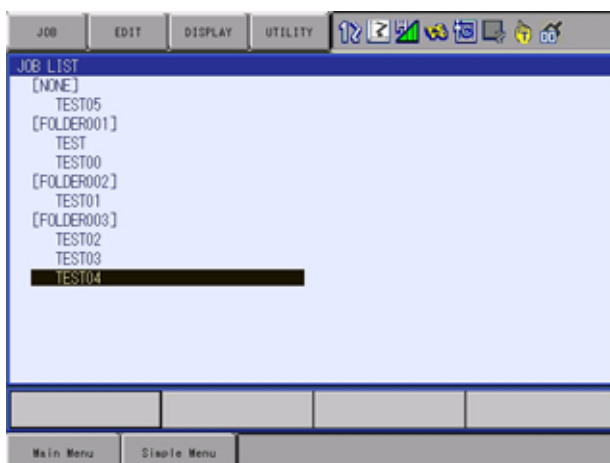 JOB EDIT DISPLAY UTILITY
JOB LIST
[NONE]
TEST05
[FOLDER001]
TEST
TEST00
[FOLDER002]
TEST01
[FOLDER003]
TEST02
TEST03
TEST04
Main Menu Simple Menu